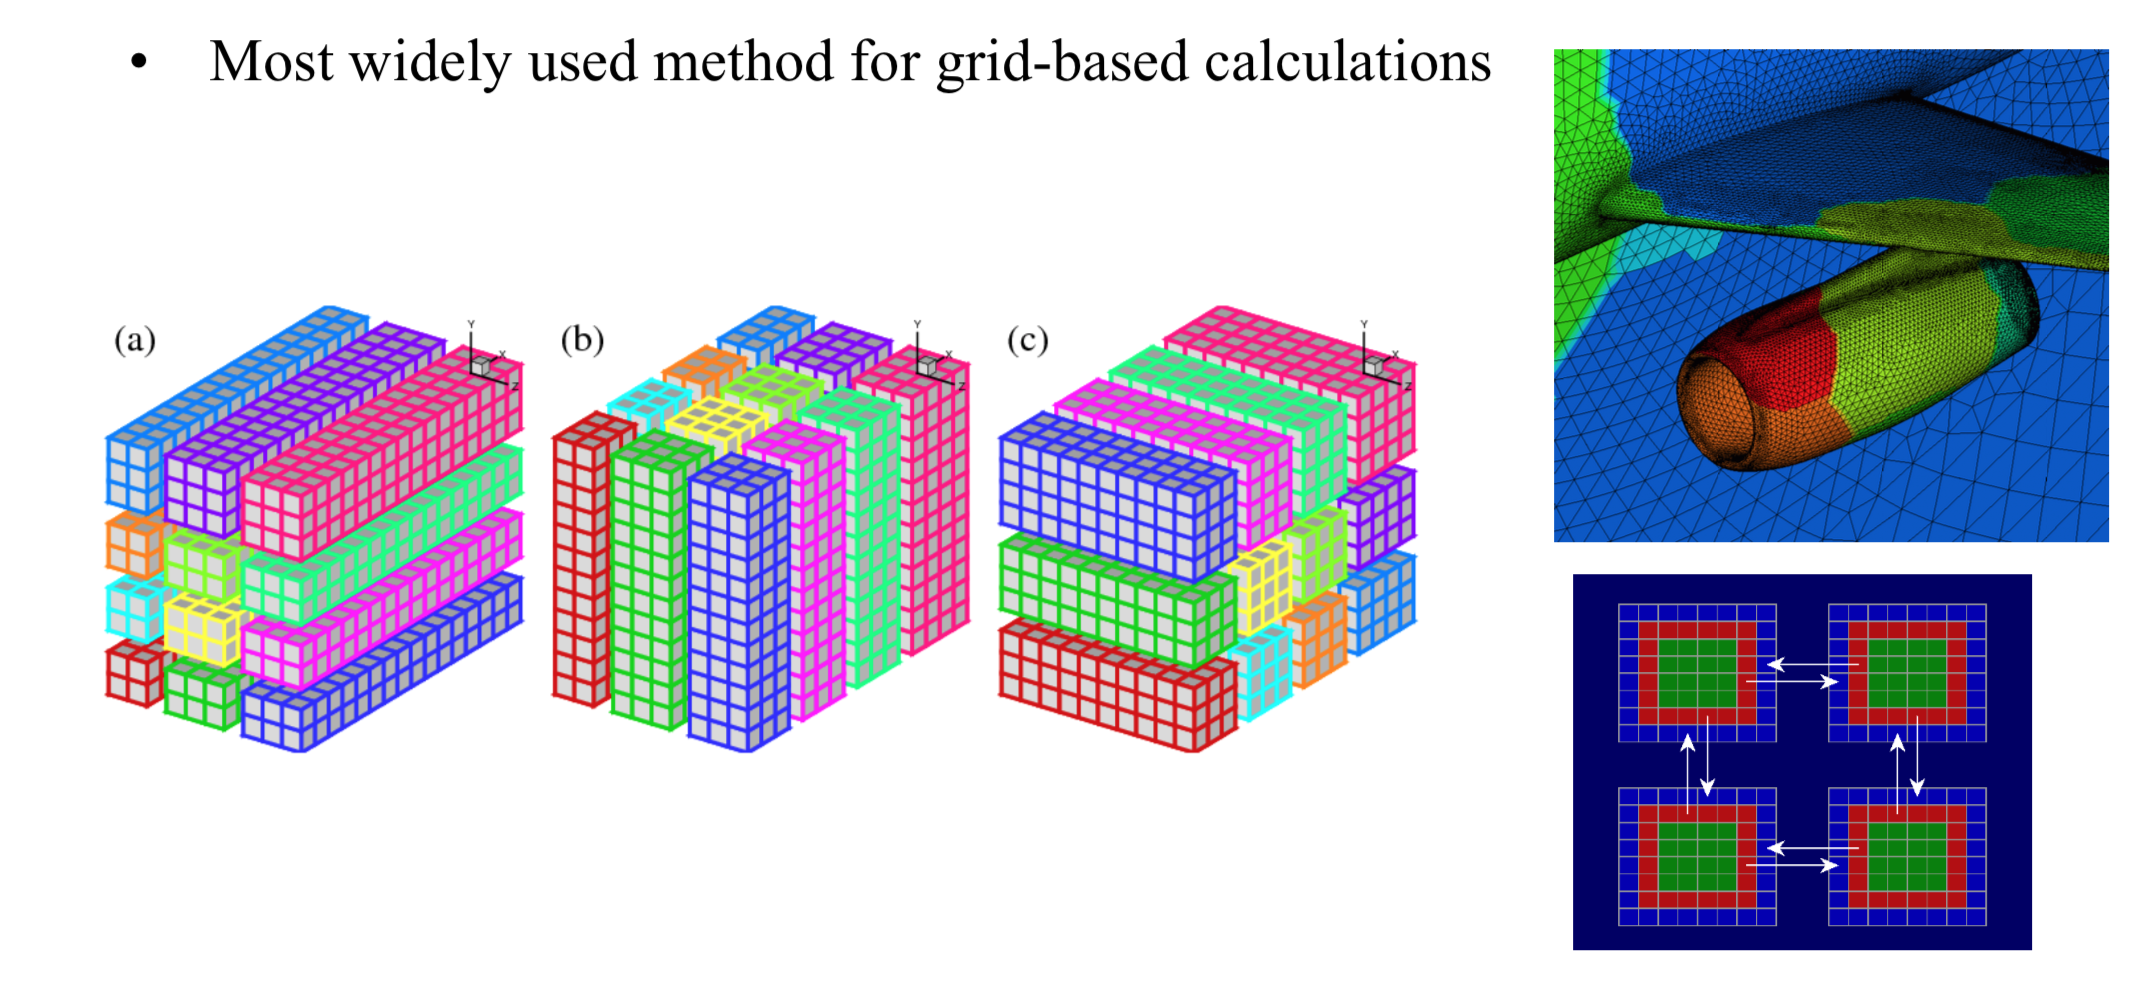 • Most widely used method for grid-based calculations
(a)
Y
X
Z
(b)
Y
X
Z
(c)
Y
X
Z